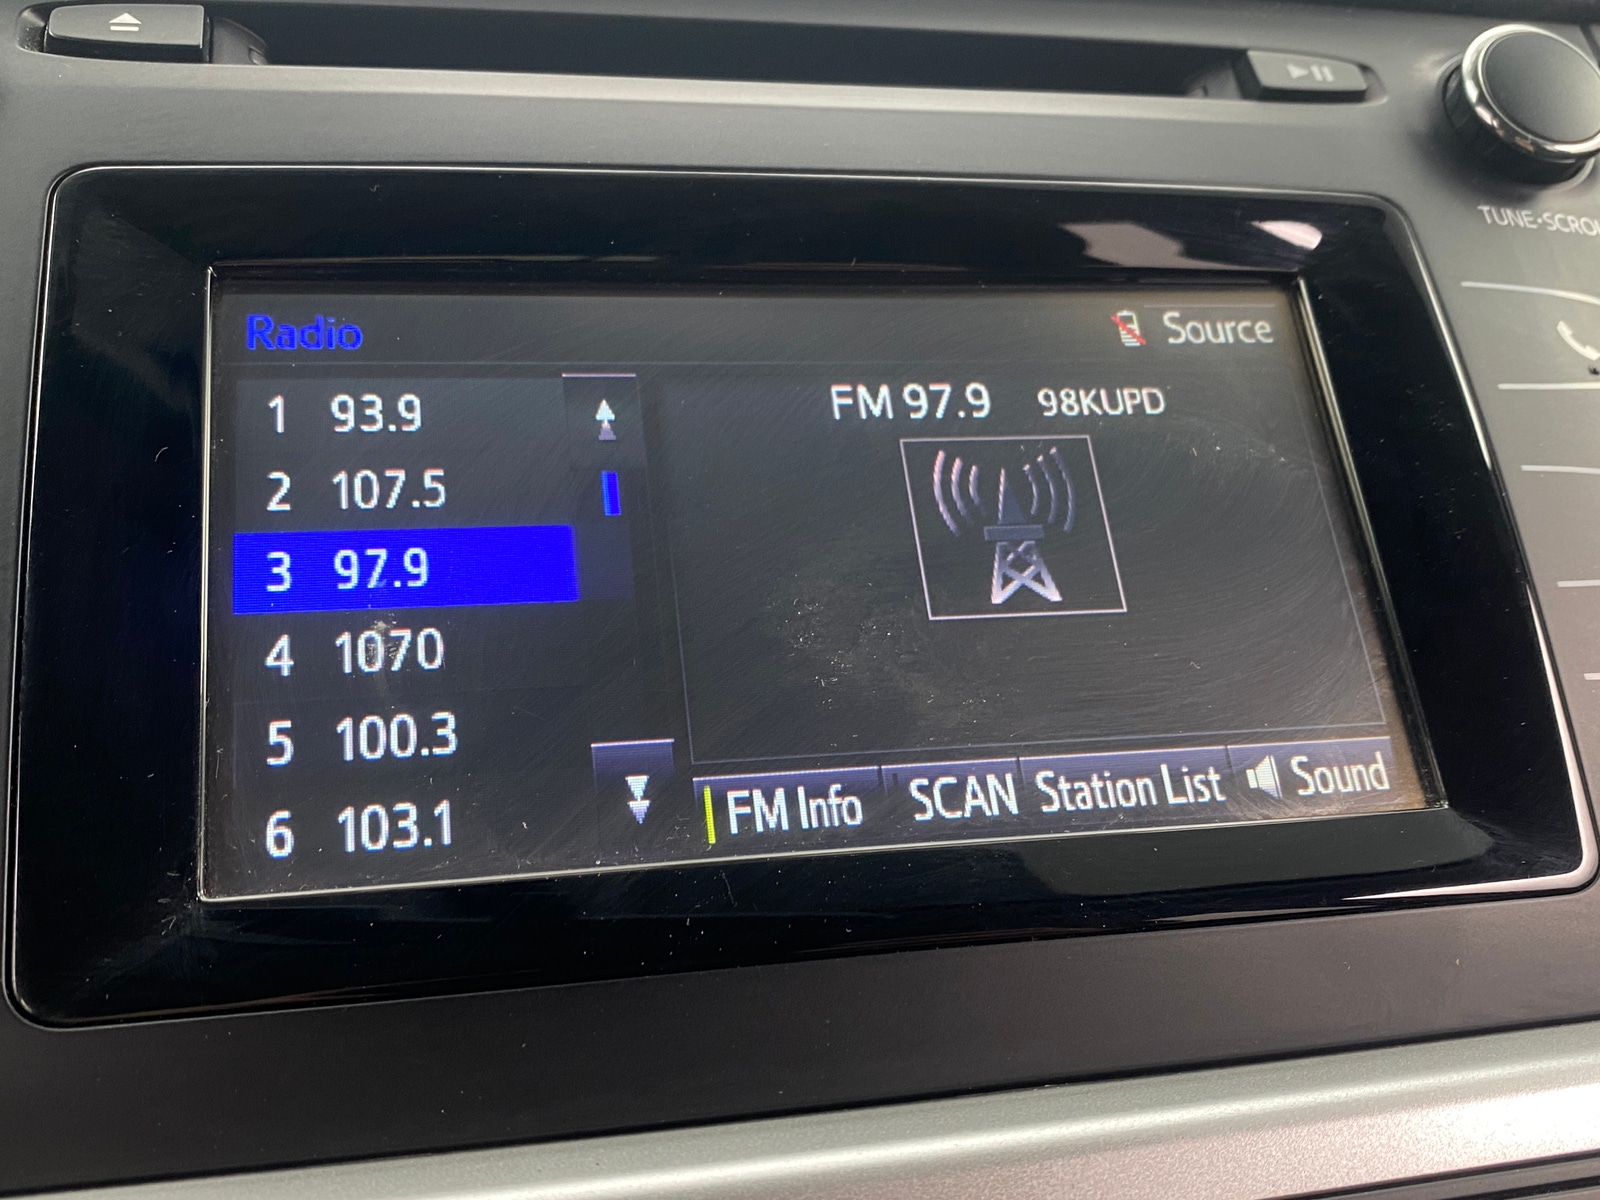 TUNE•SCROL
Radio
Source
1 93.9
2 107.5
3 97.9
4 1070
5 100.3
6 103.1
FM 97.9 98KUPD
FM Info
SCAN
Station List
Sound